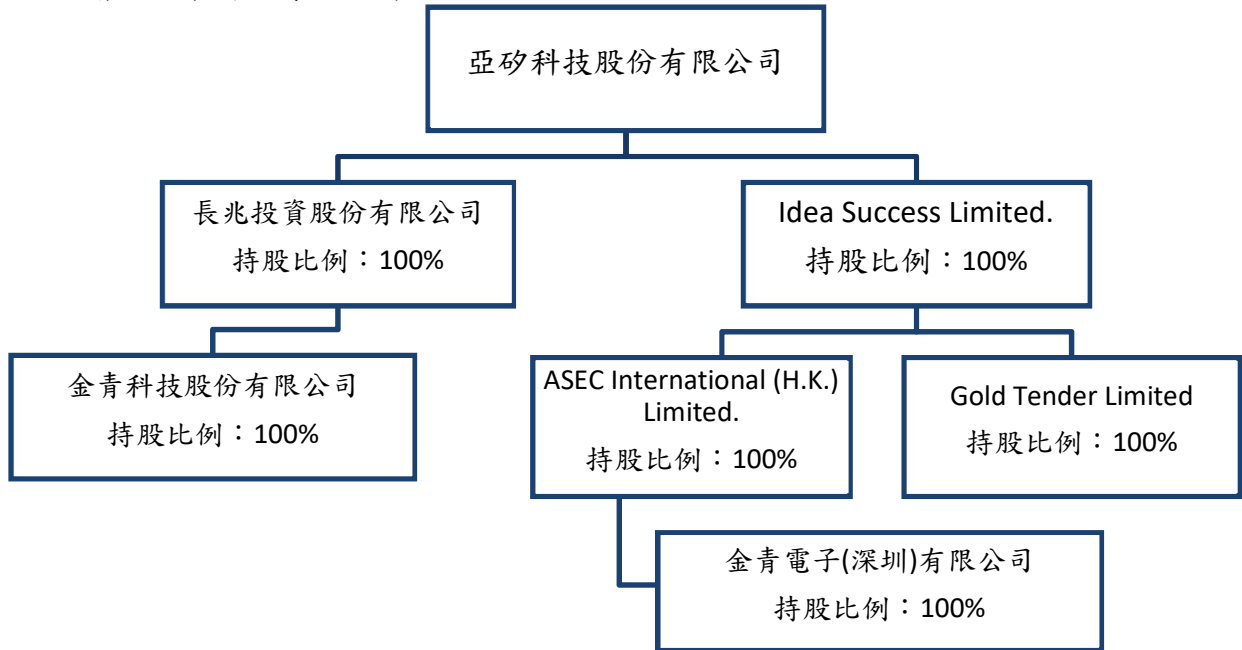 亞矽科技股份有限公司
長兆投資股份有限公司
持股比例：100%
Idea Success Limited.
持股比例：100%
金青科技股份有限公司
持股比例：100%
ASEC International (H.K.)
Limited.
持股比例：100%
Gold Tender Limited
持股比例：100%
金青電子(深圳)有限公司
持股比例：100%